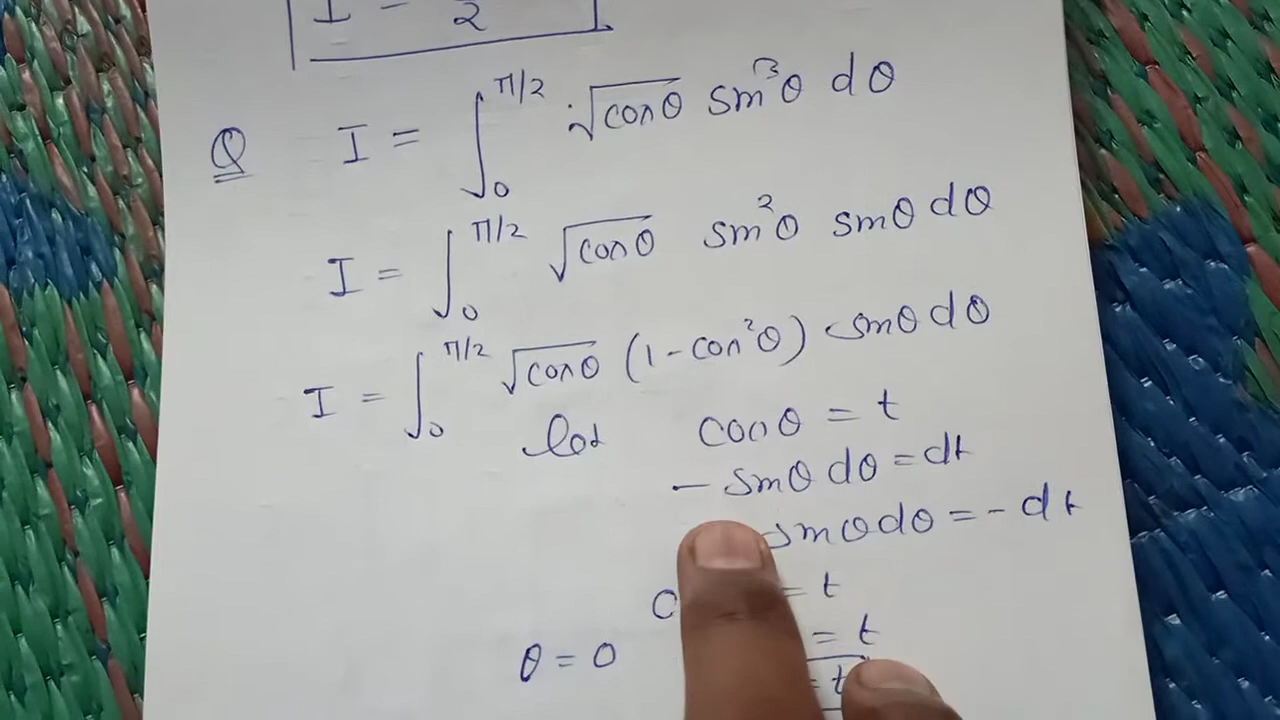 I = 2
Q I = ∫₀^π/2 √cosθ sin³θ dθ
I = ∫₀^π/2 √cosθ sin²θ sinθ dθ
I = ∫₀^π/2 √cosθ (1 - cos²θ) sinθ dθ
let cosθ = t
- sinθ dθ = dt
sinθ dθ = - dt
= t
θ = 0 = t
= t